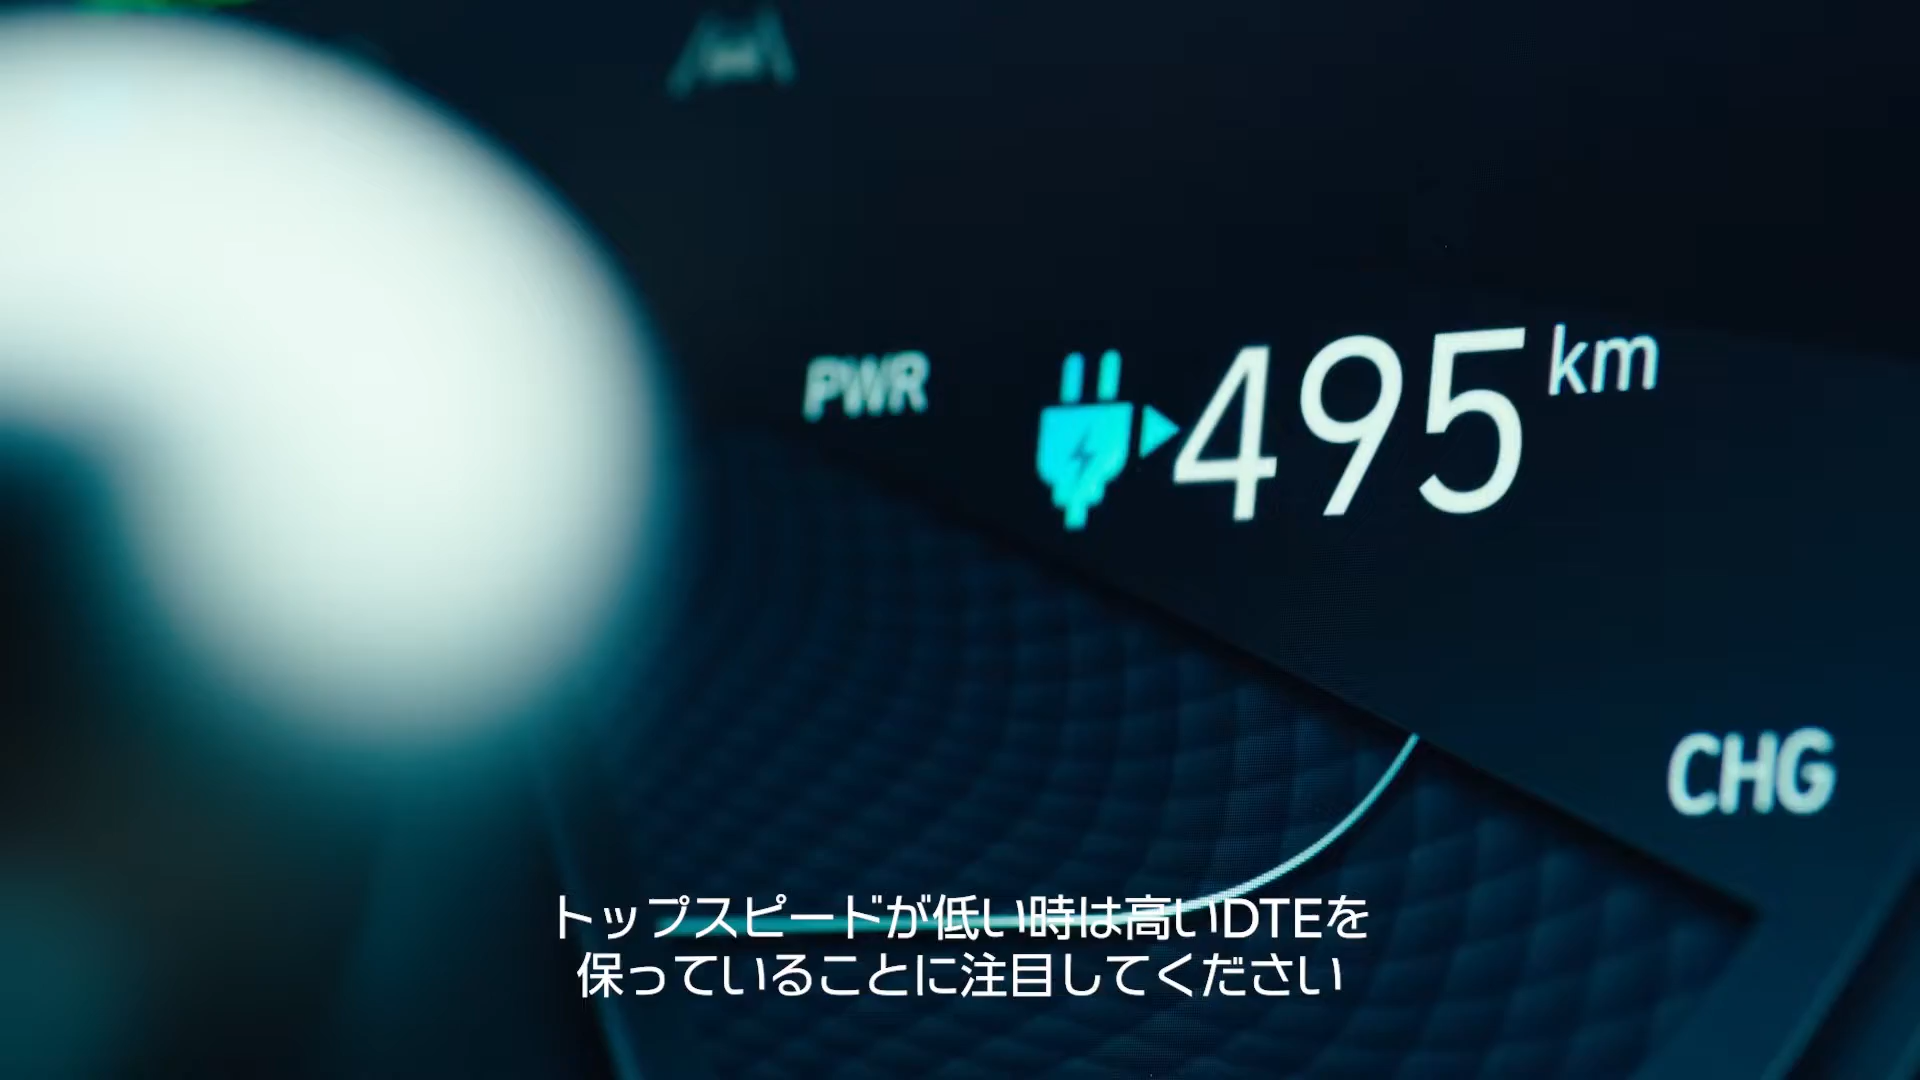 PWR
495 km
CHG
トップスピードが低い時は高いDTEを
保っていることに注目してください